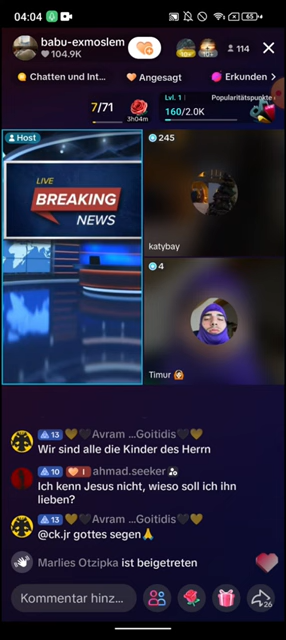 04:04
65
babu-exmoslem
104.9K
114
Chatten und Int...
Angesagt
Erkunden
7/71
3h04m
Lvl. 1
Popularitätspunkte
160/2.0K
Host
LIVE
BREAKING
NEWS
245
katybay
4
Timur
13 Avram ...Goitidis
Wir sind alle die Kinder des Herrn
10 I ahmad.seeker
Ich kenn Jesus nicht, wieso soll ich ihn
lieben?
13 Avram ...Goitidis
@ck.jr gottes segen🙏
Marlies Otzipka ist beigetreten
Kommentar hinz...
26